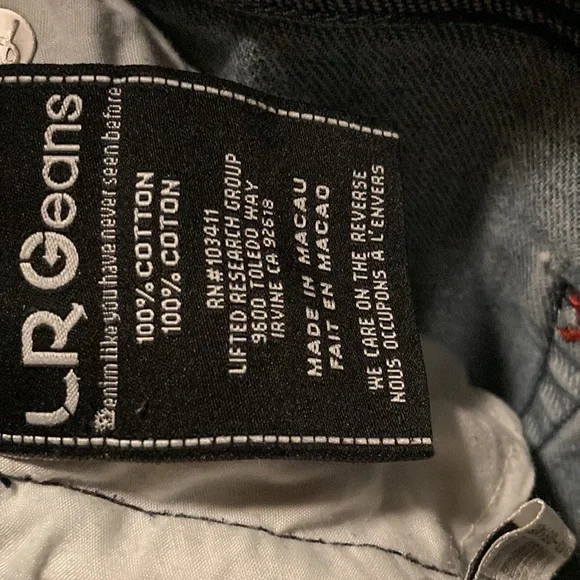 LRGeans
denim like you have never seen before
100% COTTON
100% COTON
RN#103411
LIFTED RESEARCH GROUP
9600 TOLEDO WAY
IRVINE CA 92618
MADE IN MACAU
FAIT EN MACAO
WE CARE ON THE REVERSE
NOUS OCCUPONS À L'ENVERS